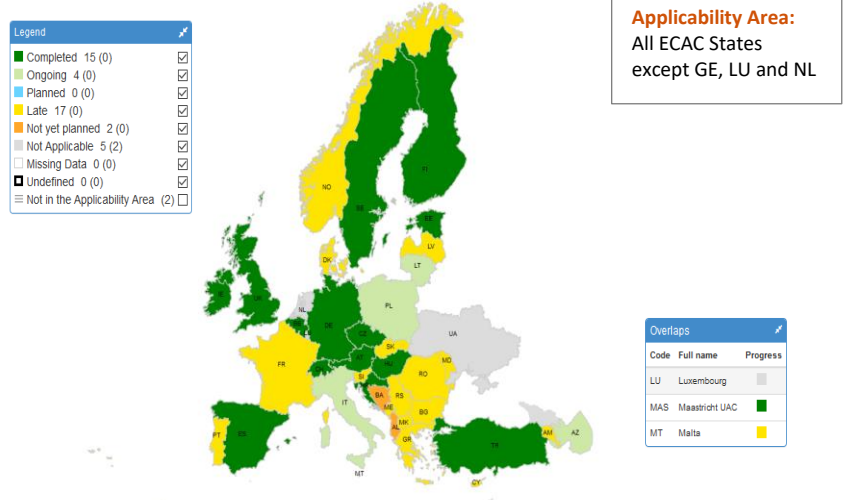 Applicability Area:
All ECAC States
except GE, LU and NL
Legend
Completed 15 (0)
Ongoing 4 (0)
Planned 0 (0)
Late 17 (0)
Not yet planned 2 (0)
Not Applicable 5 (2)
Missing Data 0 (0)
Undefined 0 (0)
Not in the Applicability Area (2)
NO
FI
SE
EE
LV
DK
LT
IE
UK
NL
PL
DE
UA
CZ
SK
FR
CH
AT
HU
MD
SI
RO
BA
RS
IT
ME
BG
MK
AL
PT
ES
GR
TR
AM
AZ
MT
CY
Overlaps
Code Full name Progress
LU Luxembourg
MAS Maastricht UAC
MT Malta